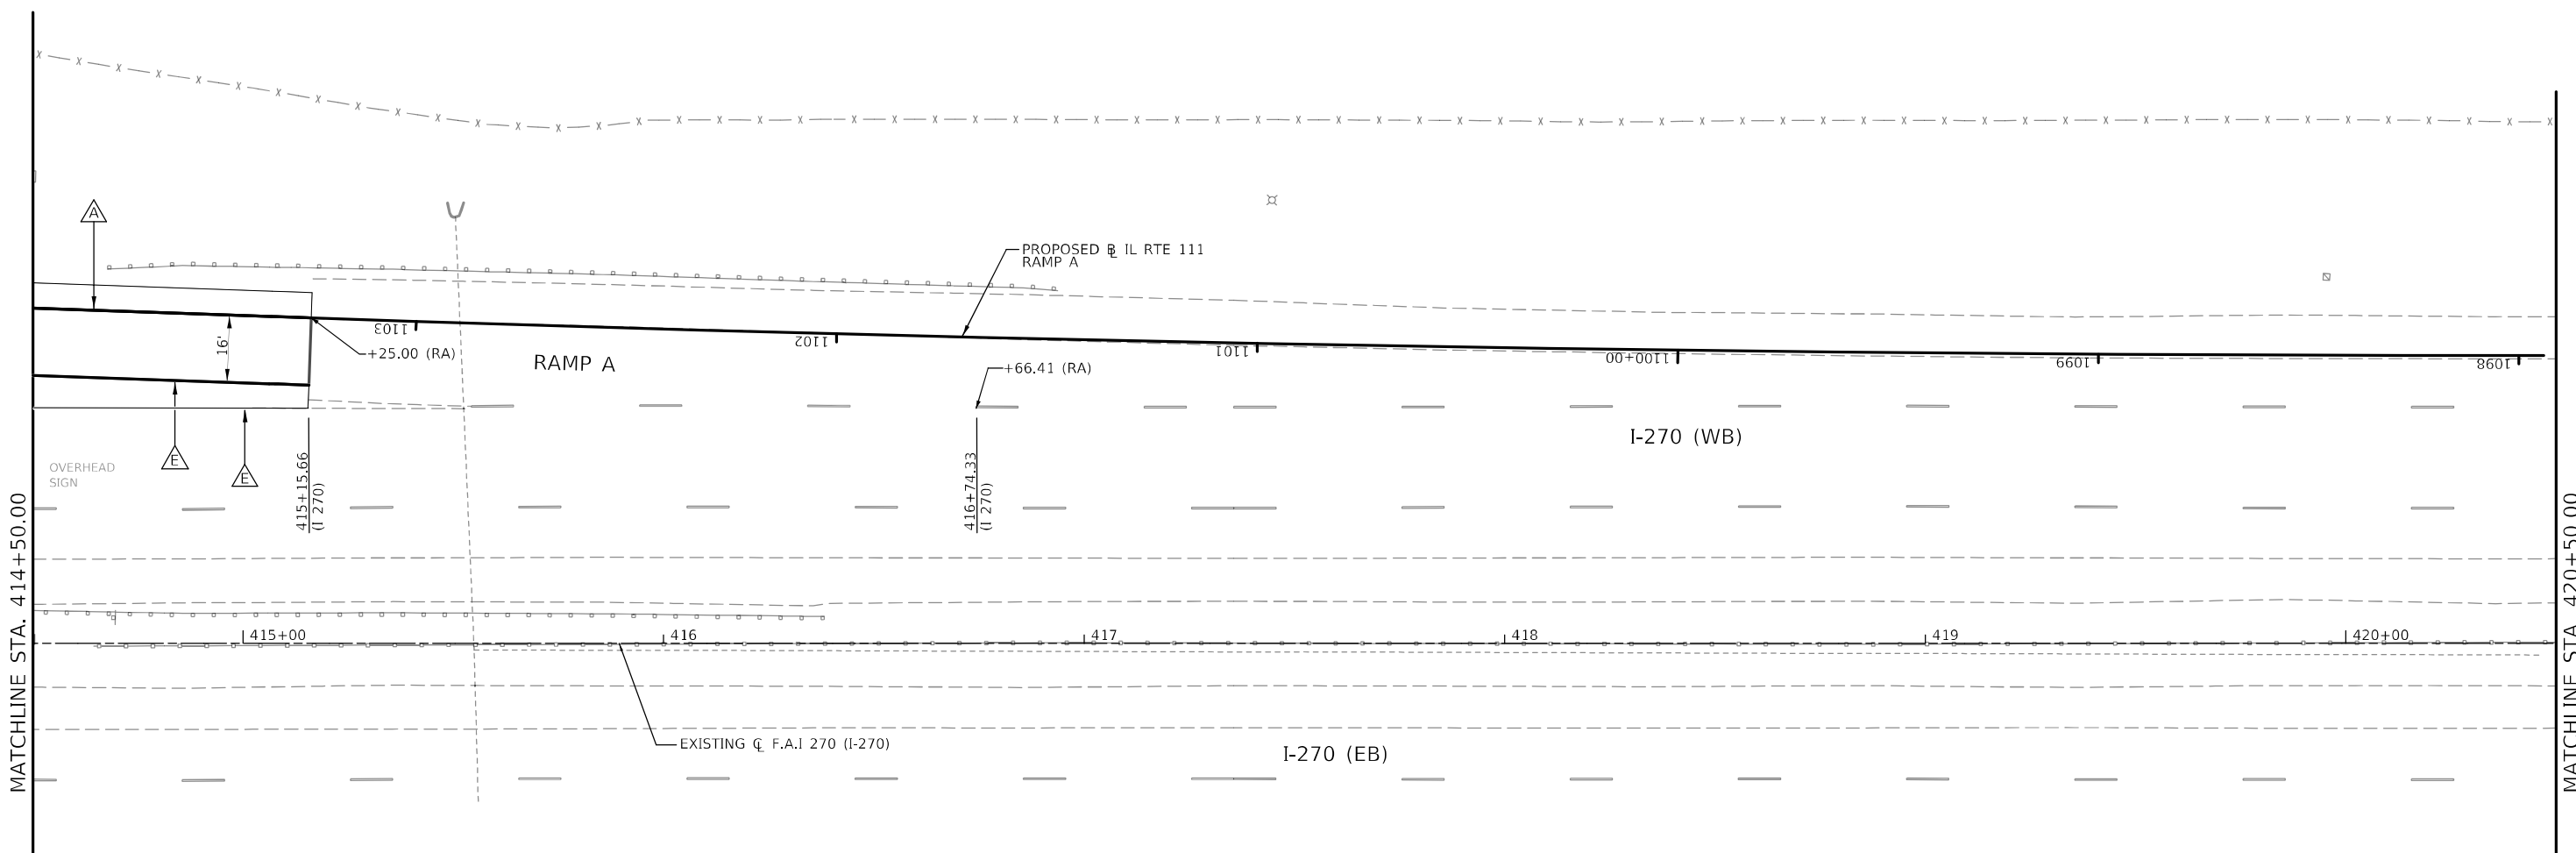 A
PROPOSED ℄ IL RTE 111
RAMP A
1103
1102
1101
1100+00
1099
1098
16'
+25.00 (RA)
RAMP A
+66.41 (RA)
I-270 (WB)
E
E
OVERHEAD
SIGN
415+15.66
(I 270)
416+74.33
(I 270)
MATCHLINE STA. 414+50.00
MATCHLINE STA. 420+50.00
415+00
416
417
418
419
420+00
EXISTING ℄ F.A.I 270 (I-270)
I-270 (EB)